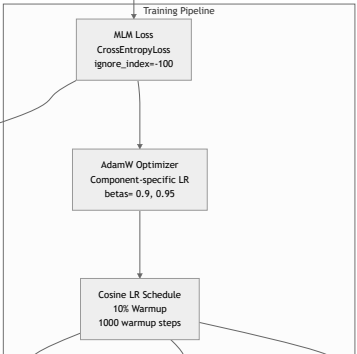 Training Pipeline
MLM Loss
CrossEntropyLoss
ignore_index=-100
AdamW Optimizer
Component-specific LR
betas= 0.9, 0.95
Cosine LR Schedule
10% Warmup
1000 warmup steps